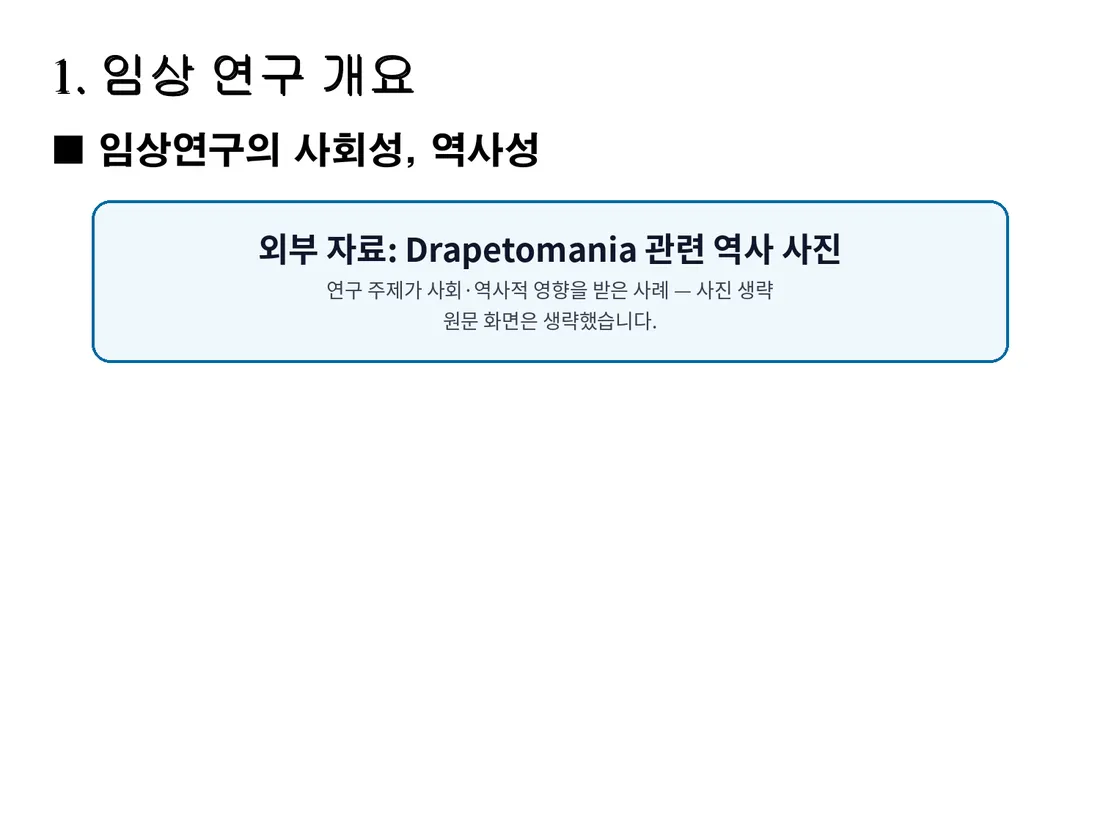 1. 임상 연구 개요
■ 임상연구의 사회성, 역사성
외부 자료: Drapetomania 관련 역사 사진
연구 주제가 사회·역사적 영향을 받은 사례 — 사진 생략
원문 화면은 생략했습니다.